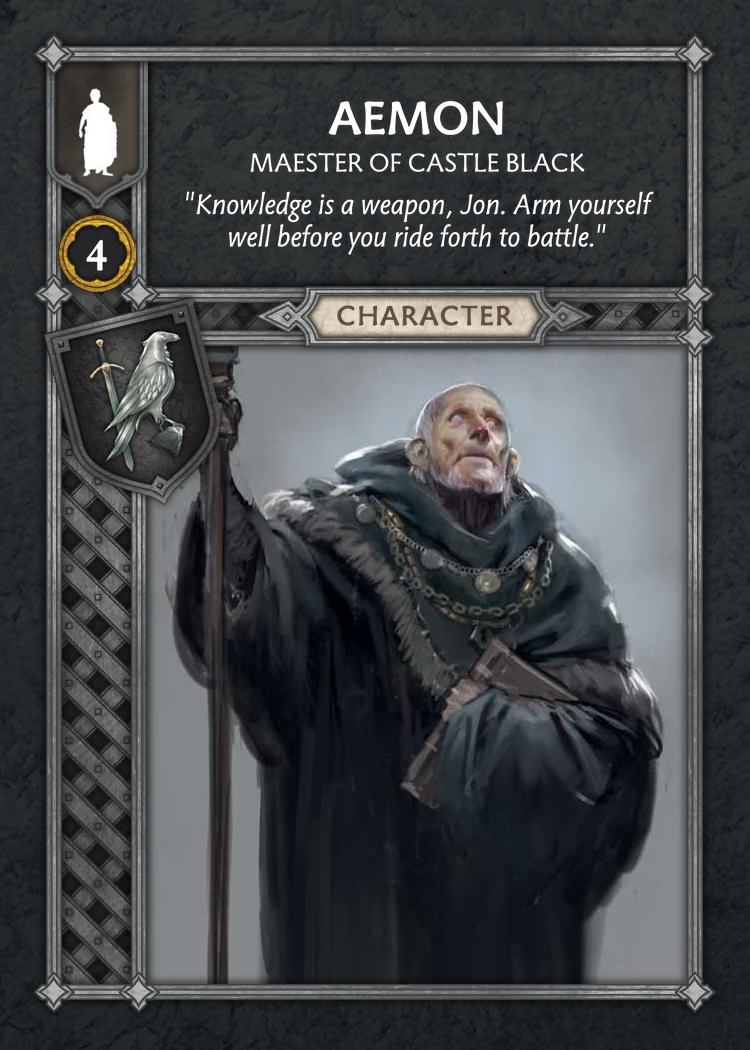 AEMON
MAESTER OF CASTLE BLACK
"Knowledge is a weapon, Jon. Arm yourself
well before you ride forth to battle."
4
CHARACTER